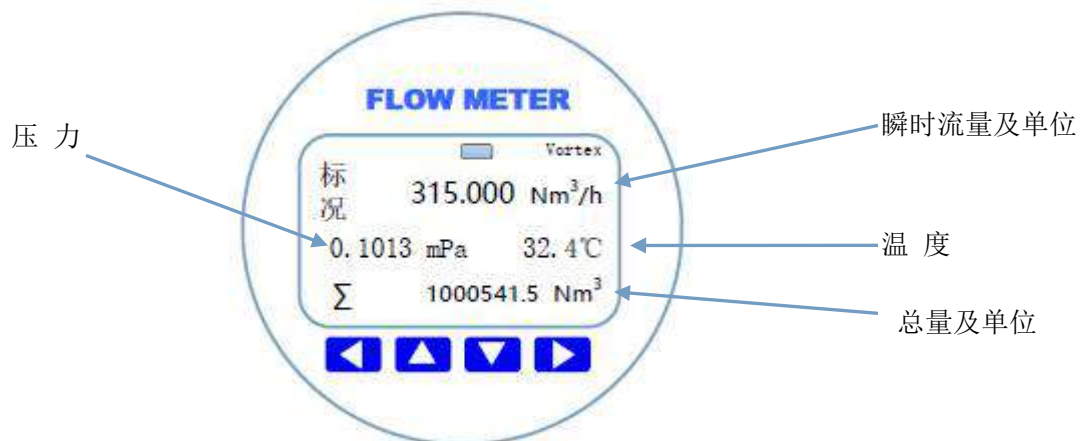 FLOW METER
压 力
瞬时流量及单位
Vortex
标
况
315.000 Nm³/h
0.1013 mPa 32.4℃
温 度
Σ 1000541.5 Nm³
总量及单位